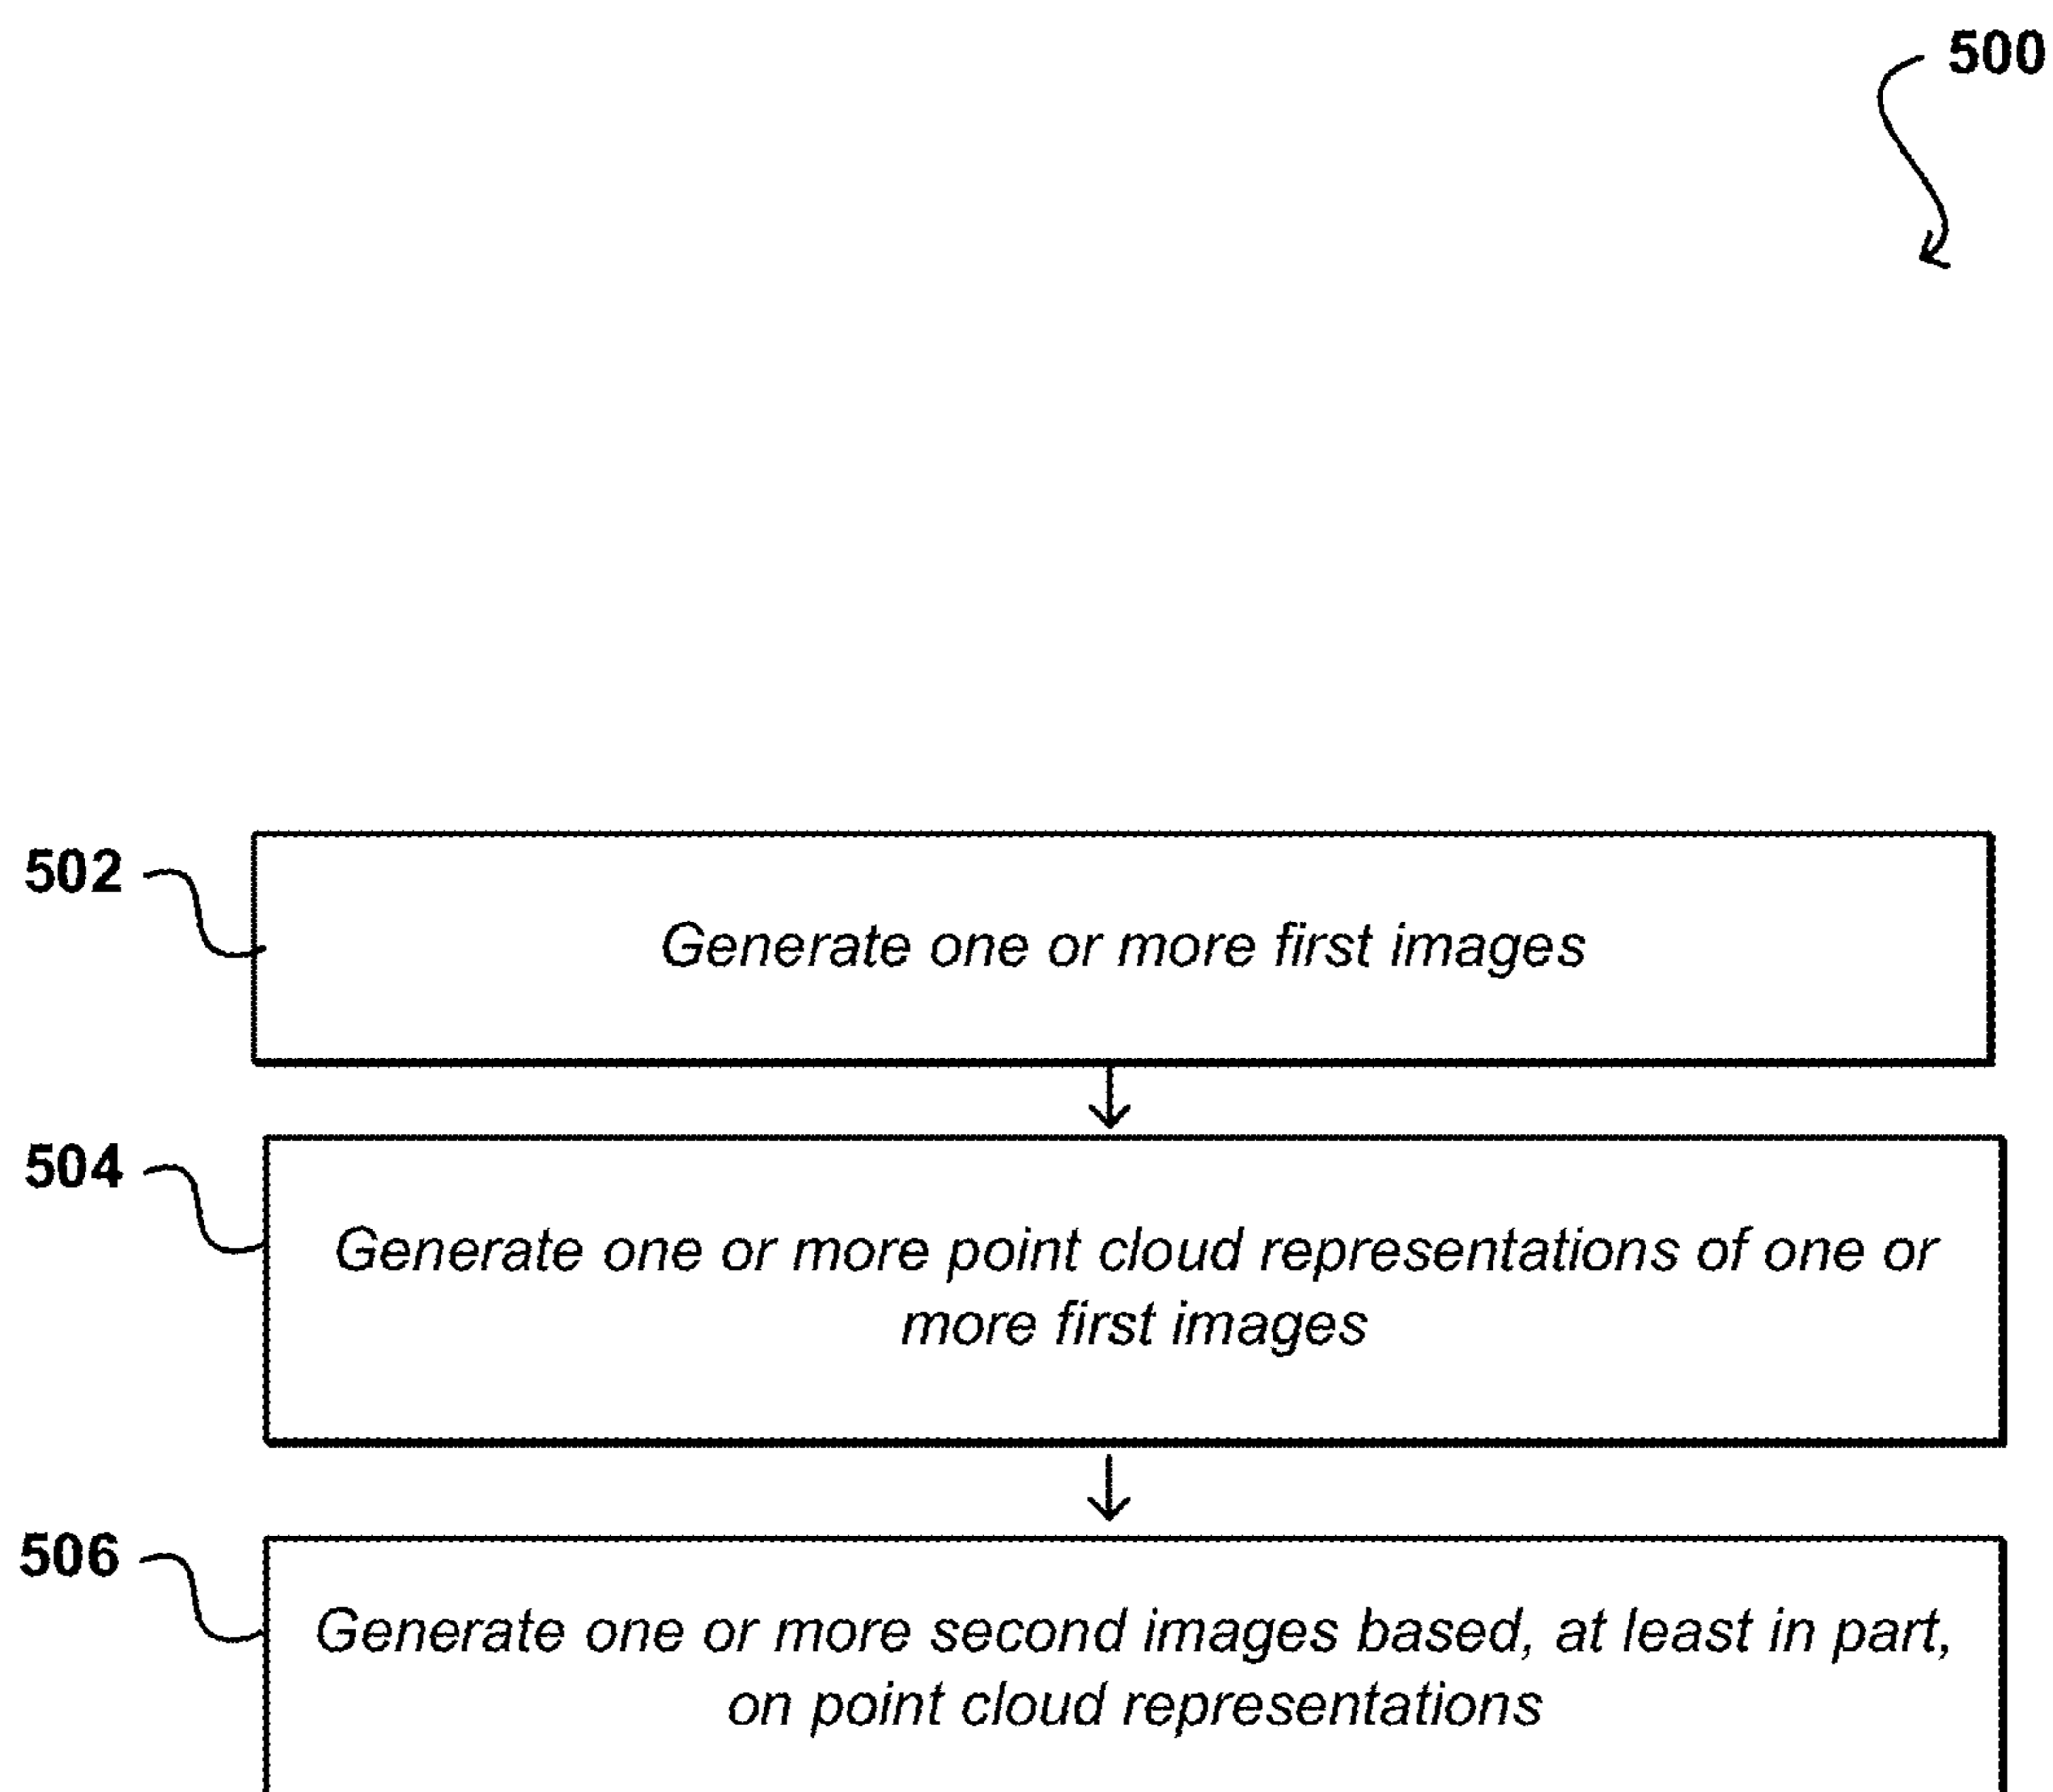 500
502
Generate one or more first images
504
Generate one or more point cloud representations of one or
more first images
506
Generate one or more second images based, at least in part,
on point cloud representations